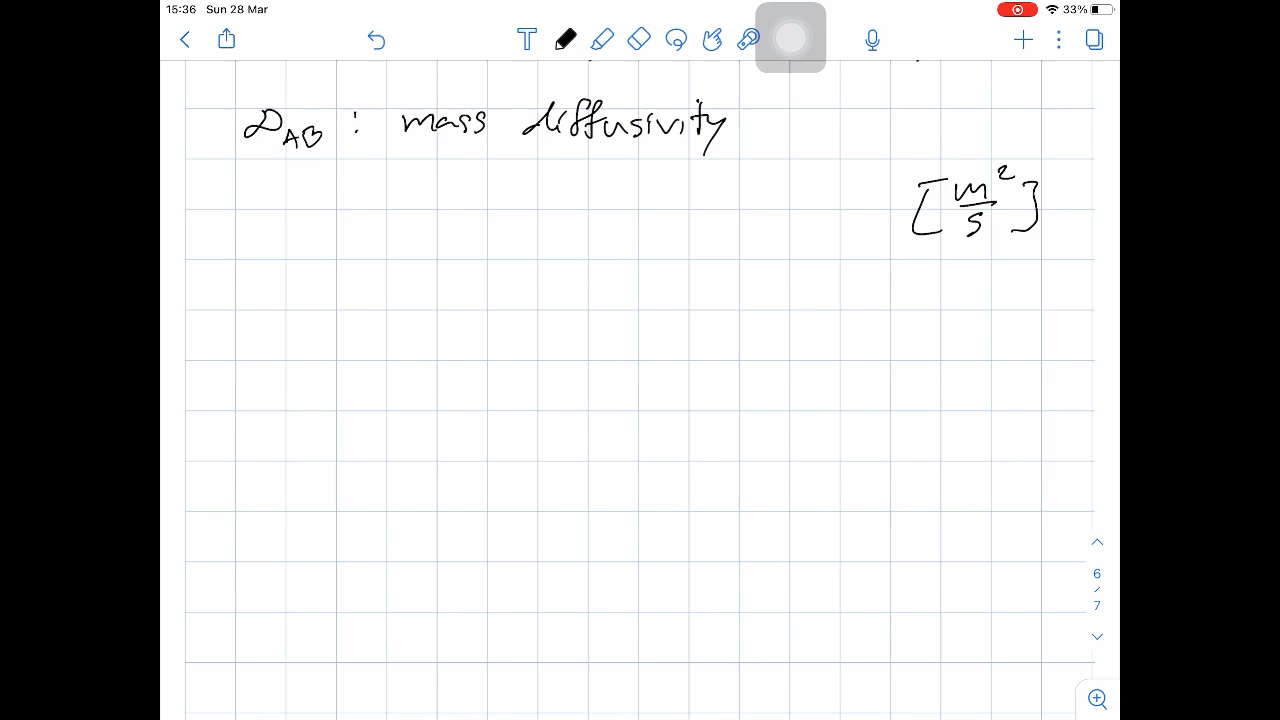 15:36 Sun 28 Mar 33%
T
𝒟AB : mass diffusivity
[m²/s]
6
/
7